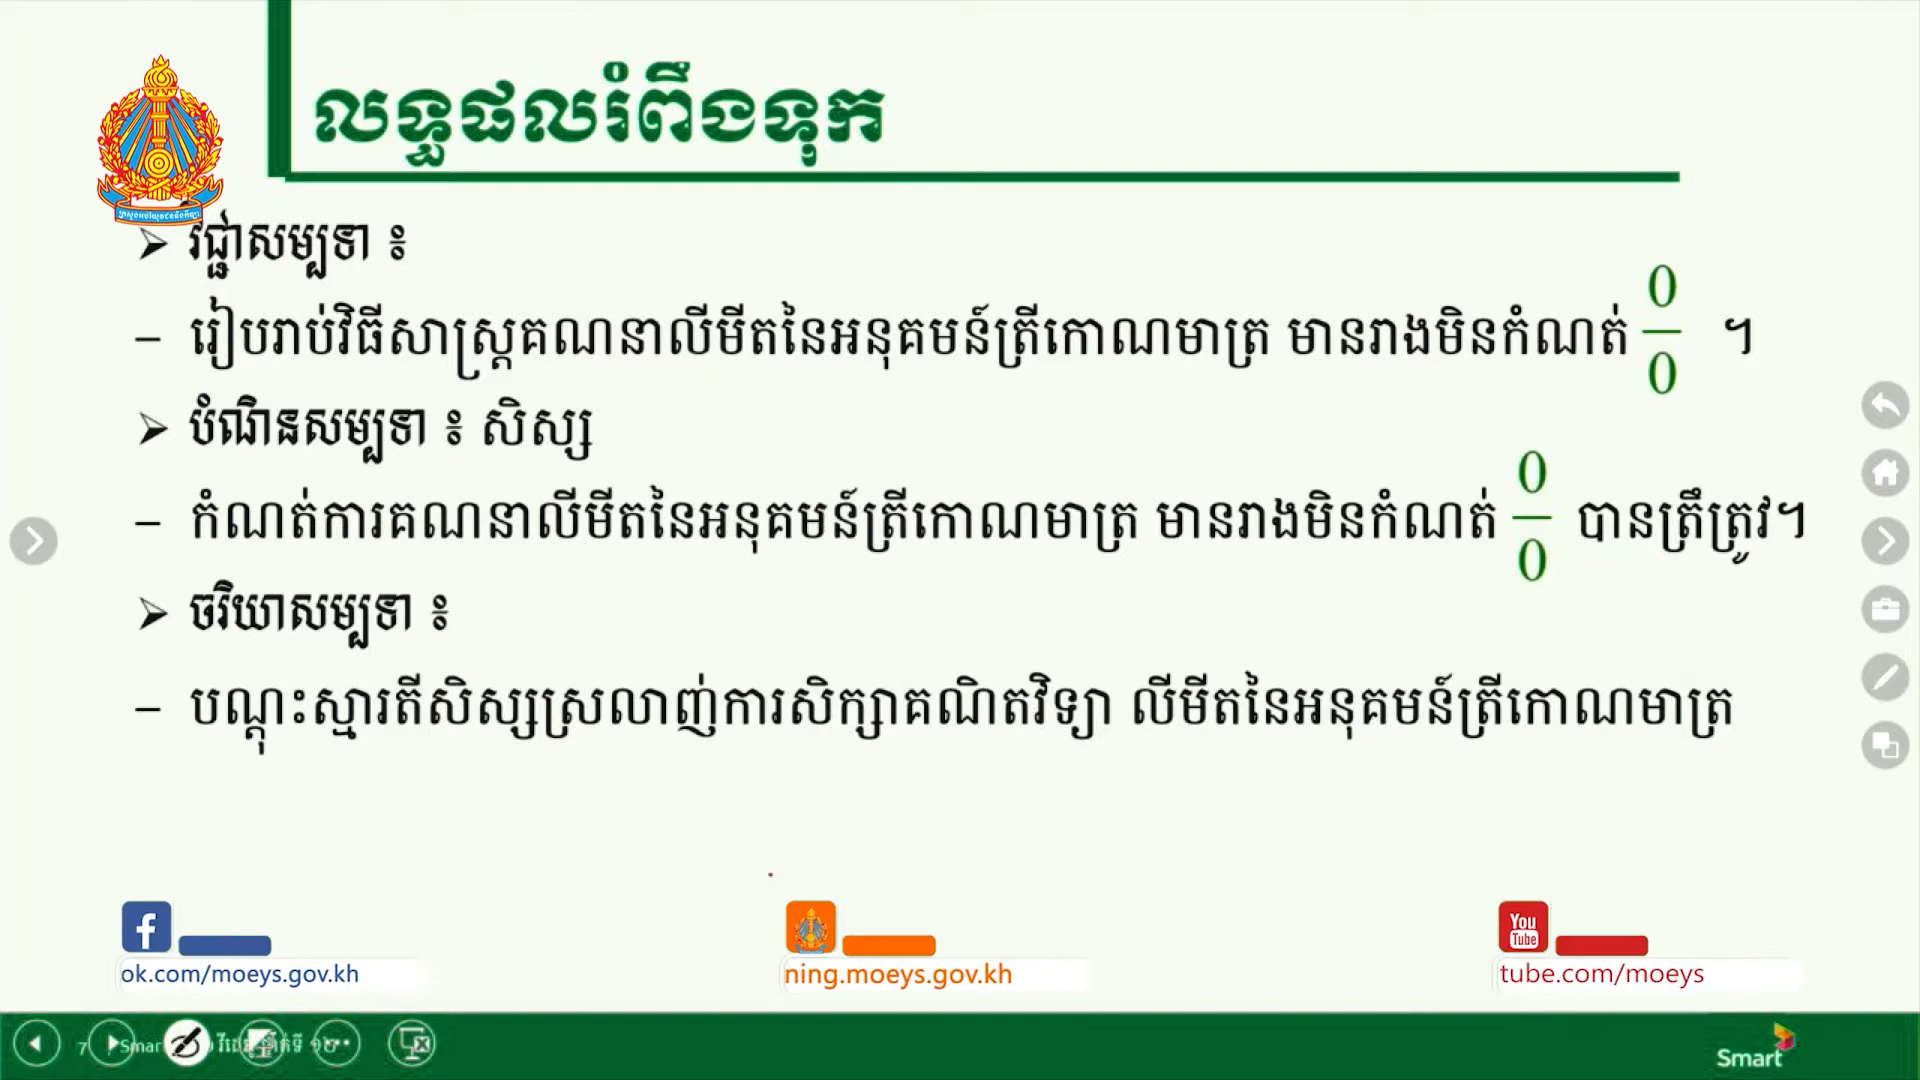 លទ្ធផលរំពឹងទុក
➢ វិជ្ជាសម្បទា ៖
– រៀបរាប់វិធីសាស្ត្រគណនាលីមីតនៃអនុគមន៍ត្រីកោណមាត្រ មានរាងមិនកំណត់ 0/0 ។
➢ បំណិនសម្បទា ៖ សិស្ស
– កំណត់ការគណនាលីមីតនៃអនុគមន៍ត្រីកោណមាត្រ មានរាងមិនកំណត់ 0/0 បានត្រឹត្រូវ។
➢ ចរិយាសម្បទា ៖
– បណ្តុះស្មារតីសិស្សស្រលាញ់ការសិក្សាគណិតវិទ្យា លីមីតនៃអនុគមន៍ត្រីកោណមាត្រ
You Tube
ok.com/moeys.gov.kh
ning.moeys.gov.kh
tube.com/moeys
7
Smart